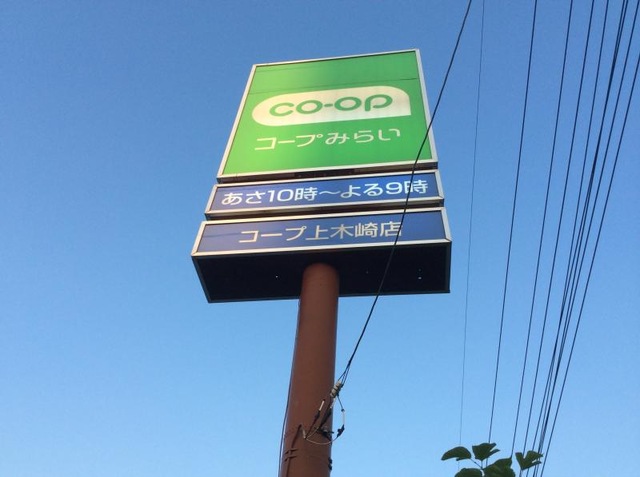 co-op
コープみらい
あさ10時～よる9時
コープ上木崎店